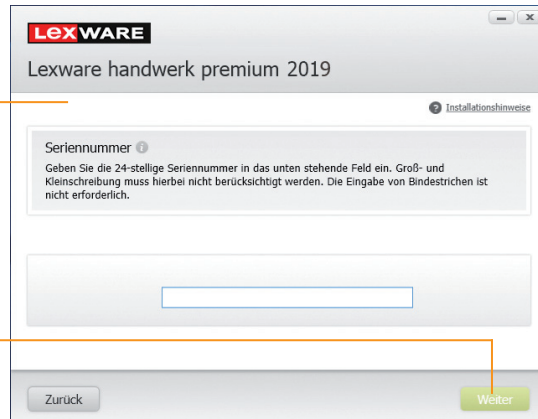 LEXWARE
Lexware handwerk premium 2019
Installationshinweise
Seriennummer
Geben Sie die 24-stellige Seriennummer in das unten stehende Feld ein. Groß- und
Kleinschreibung muss hierbei nicht berücksichtigt werden. Die Eingabe von Bindestrichen ist
nicht erforderlich.
Zurück
Weiter